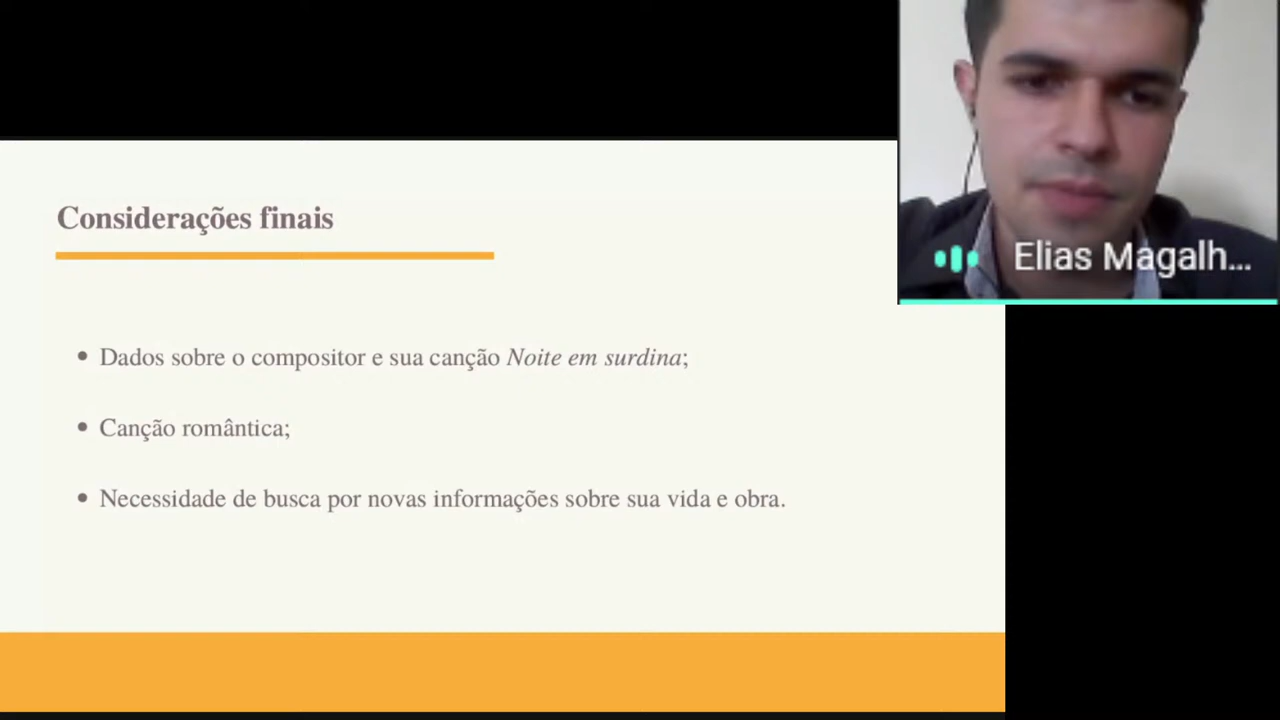 Considerações finais
Elias Magalh...
• Dados sobre o compositor e sua canção Noite em surdina;
• Canção romântica;
• Necessidade de busca por novas informações sobre sua vida e obra.